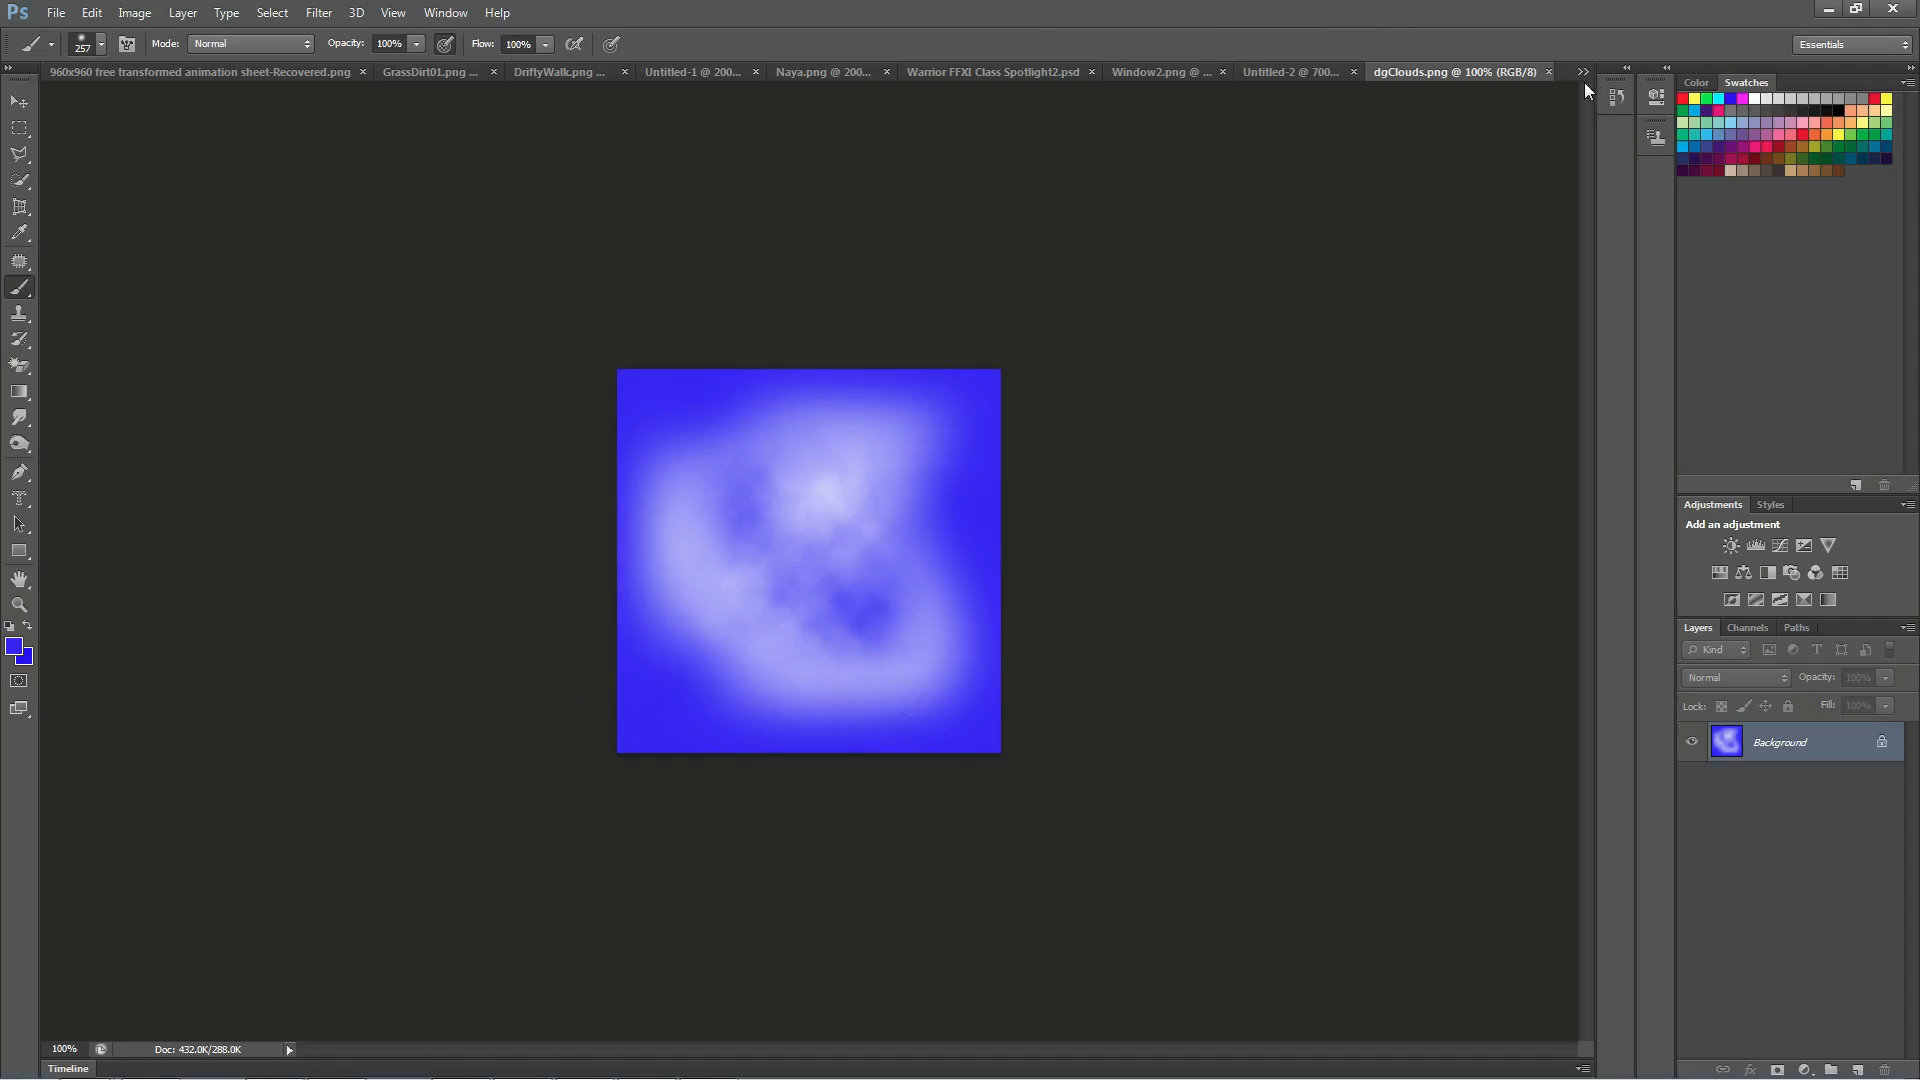 Ps File Edit Image Layer Type Select Filter 3D View Window Help
257 Mode: Normal Opacity: 100% Flow: 100% Essentials
960x960 free transformed animation sheet-Recovered.png × GrassDirt01.png ... × DriftyWalk.png ... × Untitled-1 @ 200... × Naya.png @ 200... × Warrior FFXI Class Spotlight2.psd × Window2.png @ ... × Untitled-2 @ 700... × dgClouds.png @ 100% (RGB/8) ×
Color Swatches
Adjustments Styles
Add an adjustment
Layers Channels Paths
Kind
Normal Opacity: 100%
Lock: Fill: 100%
Background
100% Doc: 432.0K/288.0K
Timeline